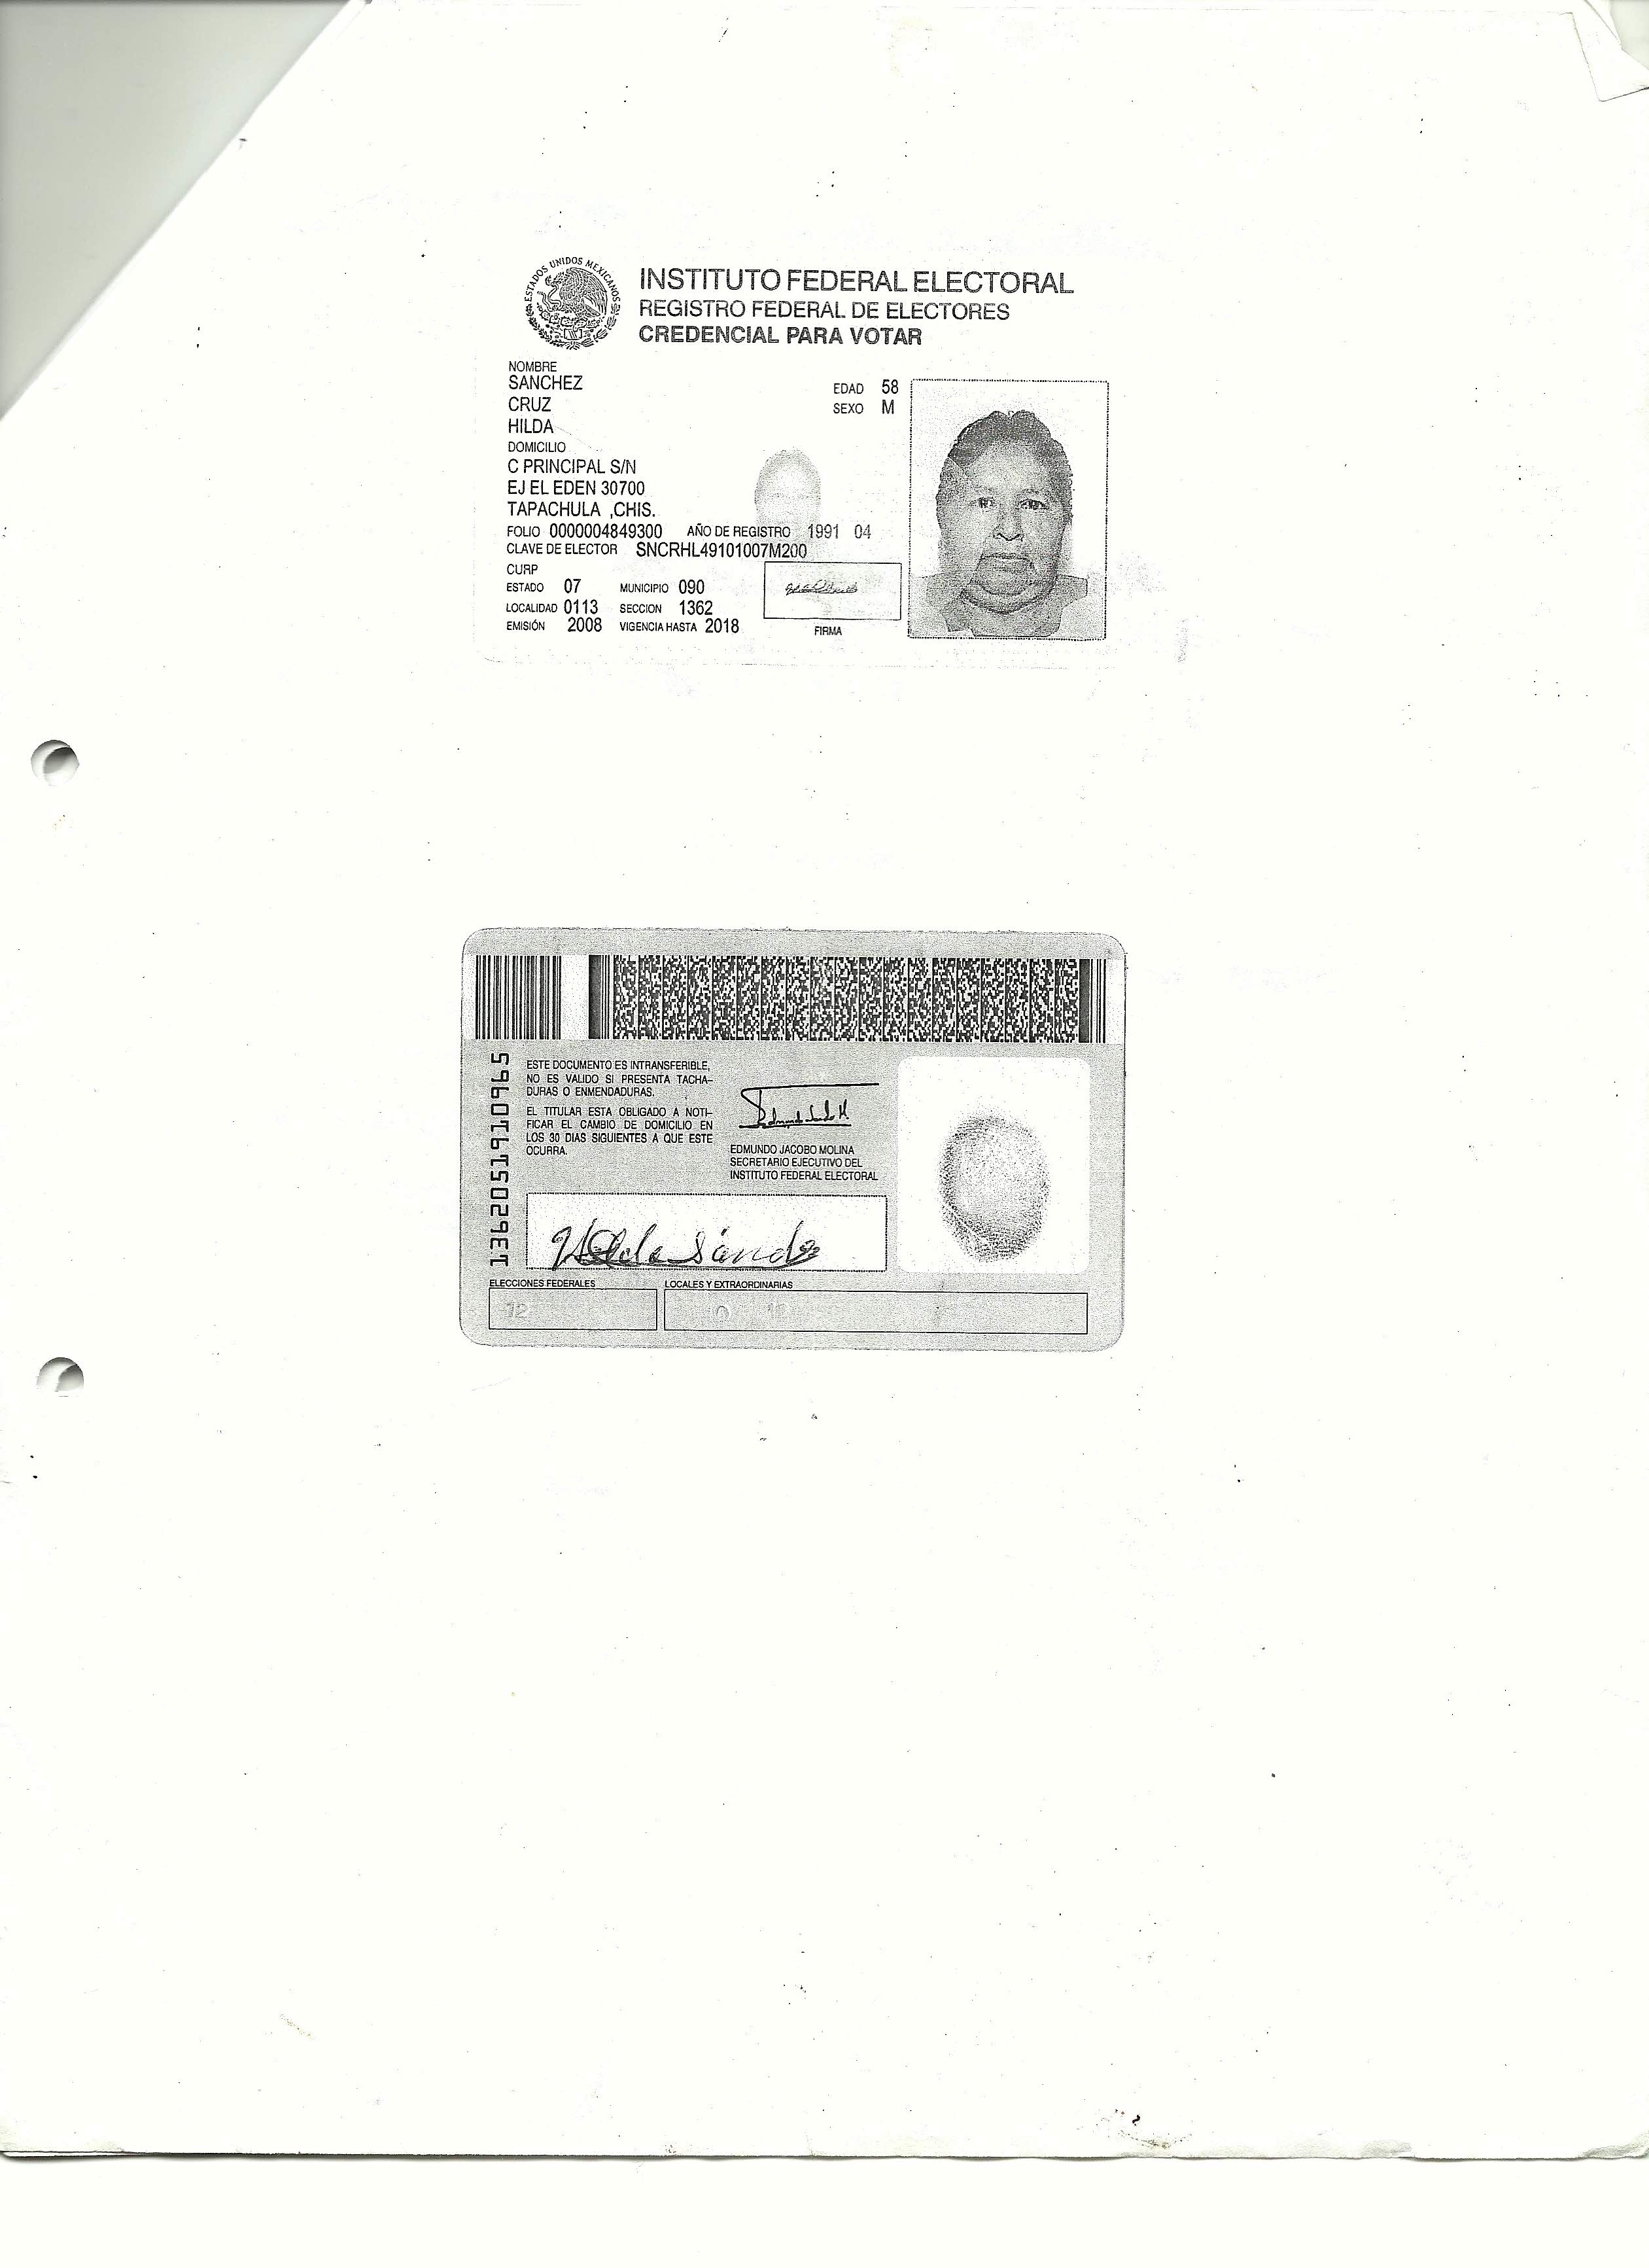 ESTADOS UNIDOS MEXICANOS
INSTITUTO FEDERAL ELECTORAL
REGISTRO FEDERAL DE ELECTORES
CREDENCIAL PARA VOTAR
NOMBRE
SANCHEZ
CRUZ
HILDA
EDAD 58
SEXO M
DOMICILIO
C PRINCIPAL S/N
EJ EL EDEN 30700
TAPACHULA ,CHIS.
FOLIO 0000004849300 AÑO DE REGISTRO 1991 04
CLAVE DE ELECTOR SNCRHL49101007M200
CURP
ESTADO 07 MUNICIPIO 090
LOCALIDAD 0113 SECCION 1362
EMISIÓN 2008 VIGENCIA HASTA 2018
FIRMA
1362051910965
ESTE DOCUMENTO ES INTRANSFERIBLE,
NO ES VALIDO SI PRESENTA TACHA-
DURAS O ENMENDADURAS.
EL TITULAR ESTA OBLIGADO A NOTI-
FICAR EL CAMBIO DE DOMICILIO EN
LOS 30 DIAS SIGUIENTES A QUE ESTE
OCURRA.
EDMUNDO JACOBO MOLINA
SECRETARIO EJECUTIVO DEL
INSTITUTO FEDERAL ELECTORAL
Hilda Sánchez
ELECCIONES FEDERALES
LOCALES Y EXTRAORDINARIAS
12